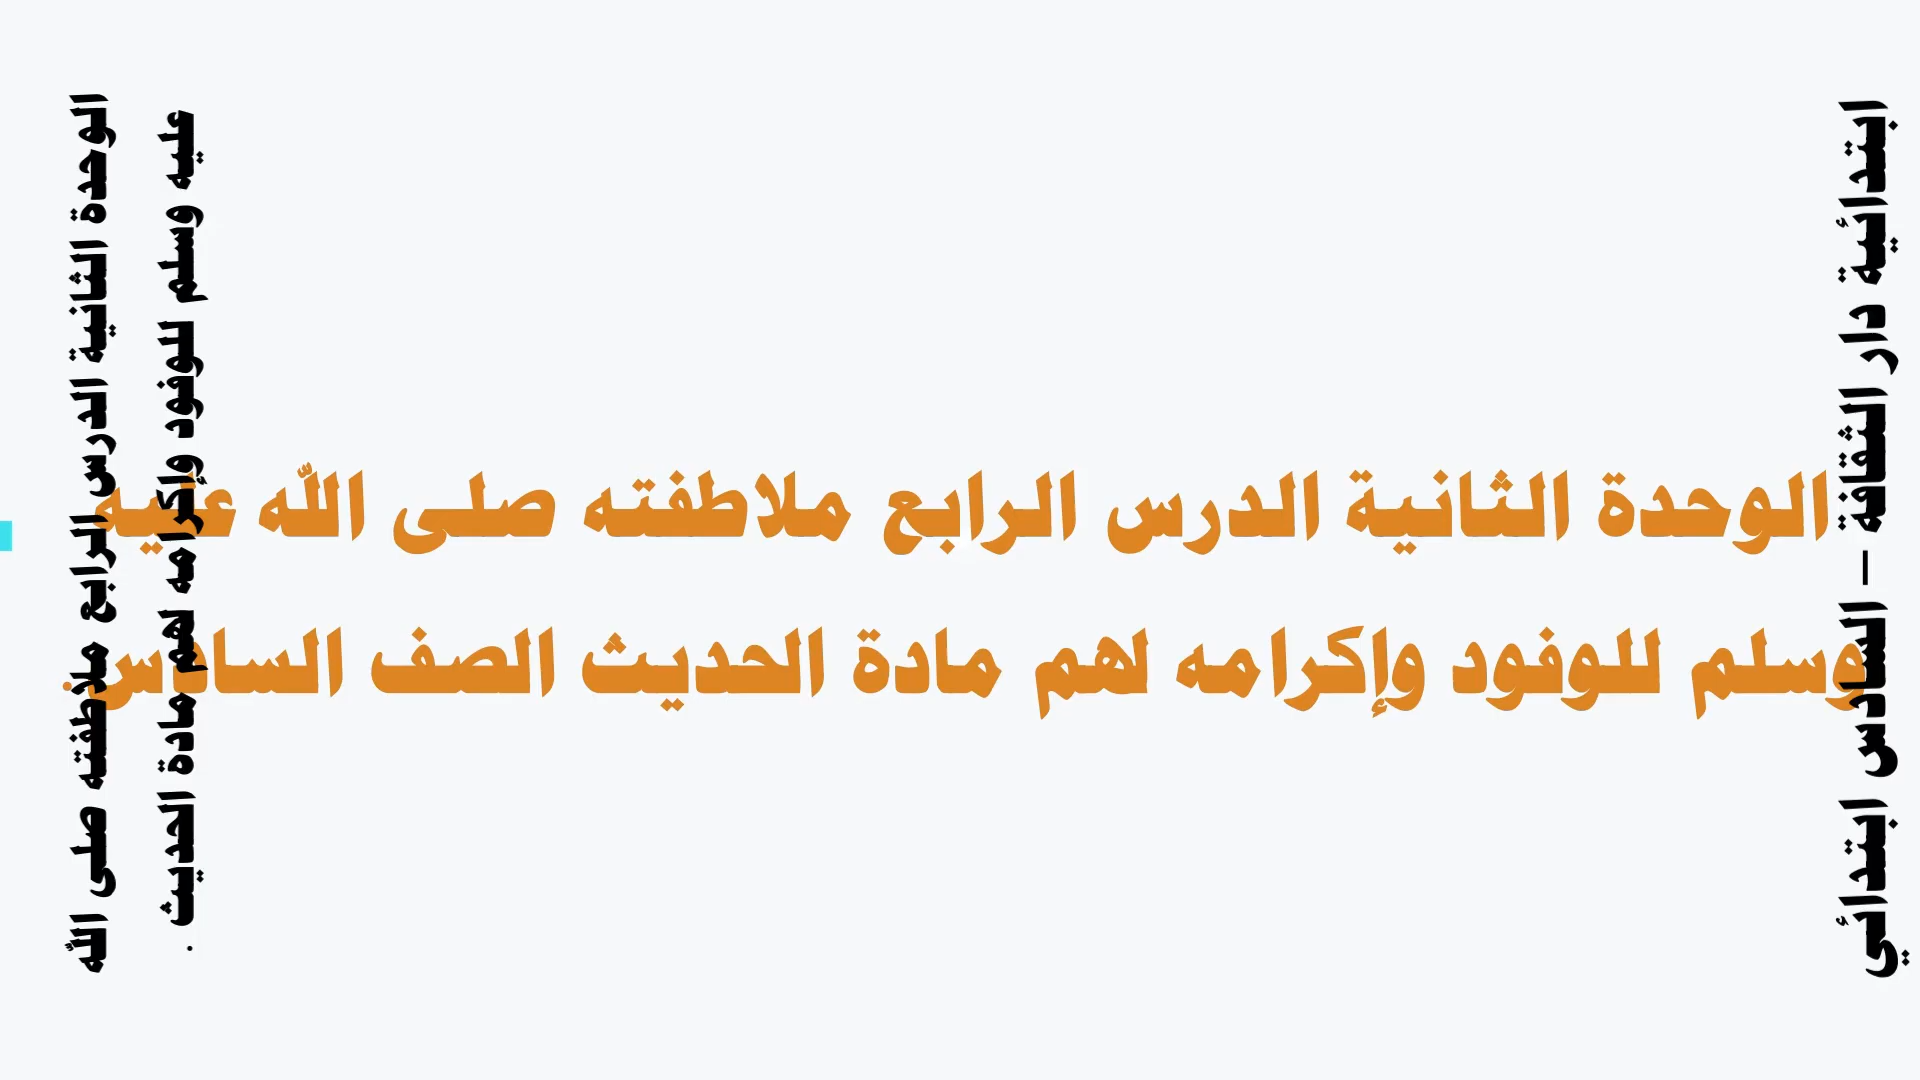 الوحدة الثانية الدرس الرابع ملاطفته صلى الله عليه
وسلم للوفود وإكرامه لهم مادة الحديث الصف السادس .
ابتدائية دار الثقافة – السادس ابتدائي
الوحدة الثانية الدرس الرابع ملاطفته صلى الله
عليه وسلم للوفود وإكرامه لهم مادة الحديث .